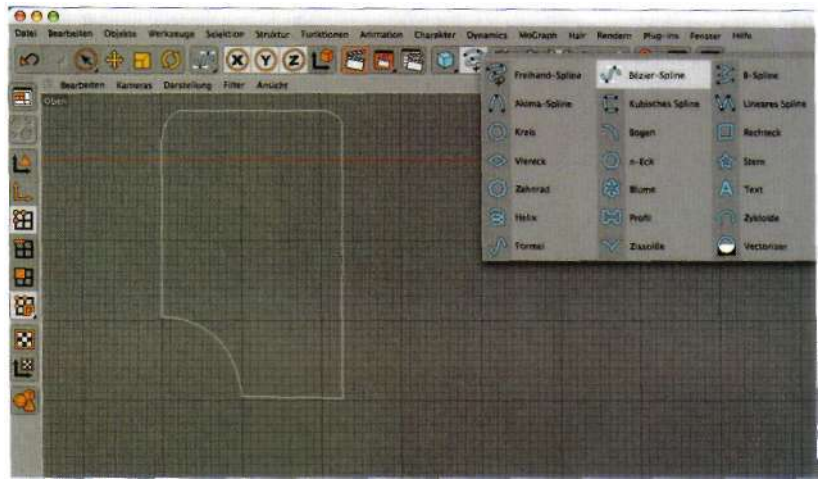 Datei Bearbeiten Objekte Werkzeuge Selektion Struktur Funktionen Animation Charakter Dynamics MoGraph Hair Rendern Plug-ins Fenster Hilfe
X Y Z
Bearbeiten Kameras Darstellung Filter Ansicht
Oben
Freihand-Spline Bézier-Spline B-Spline
Akima-Spline Kubisches Spline Lineares Spline
Kreis Bogen Rechteck
Viereck n-Eck Stern
Zahnrad Blume Text
Helix Profil Zykloide
Formel Zissoide Vectorizer